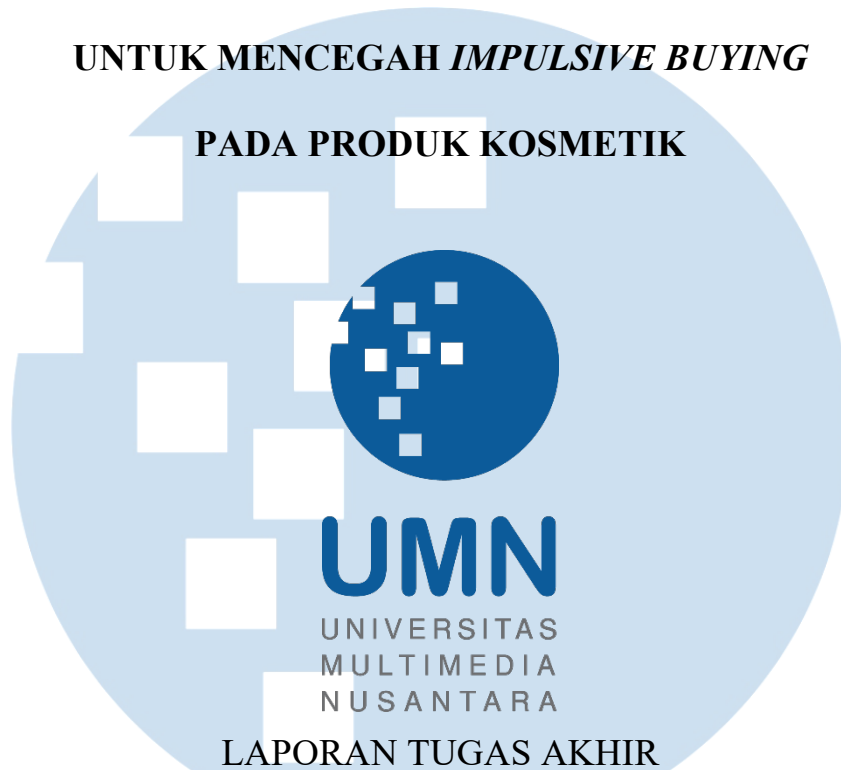 UNTUK MENCEGAH IMPULSIVE BUYING
PADA PRODUK KOSMETIK
UMN
UNIVERSITAS
MULTIMEDIA
NUSANTARA
LAPORAN TUGAS AKHIR